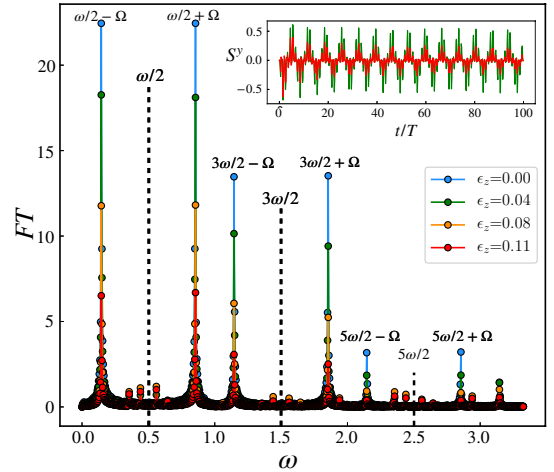 ω/2 − Ω
ω/2 + Ω
ω/2
3ω/2 − Ω
3ω/2 + Ω
3ω/2
5ω/2 − Ω
5ω/2 + Ω
5ω/2
FT
20
15
10
5
0
0.0
0.5
1.0
1.5
2.0
2.5
3.0
ω
S^y
0.5
0.0
−0.5
0
20
40
60
80
100
t/T
ϵ_z=0.00
ϵ_z=0.04
ϵ_z=0.08
ϵ_z=0.11